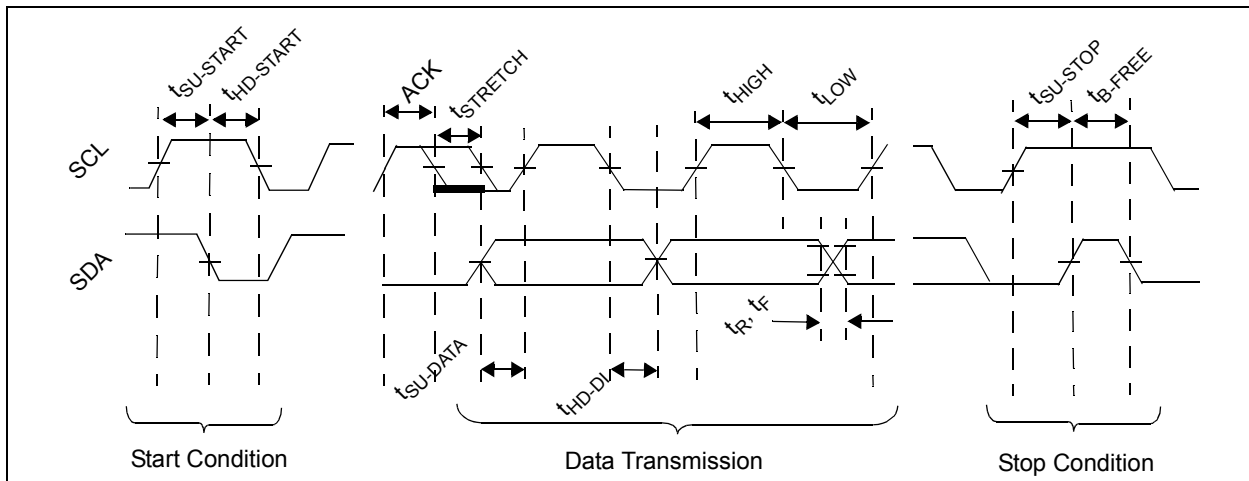 tSU-START
tHD-START
ACK
tSTRETCH
tHIGH
tLOW
tSU-STOP
tB-FREE
SCL
SDA
tR, tF
tSU-DATA
tHD-DI
Start Condition
Data Transmission
Stop Condition